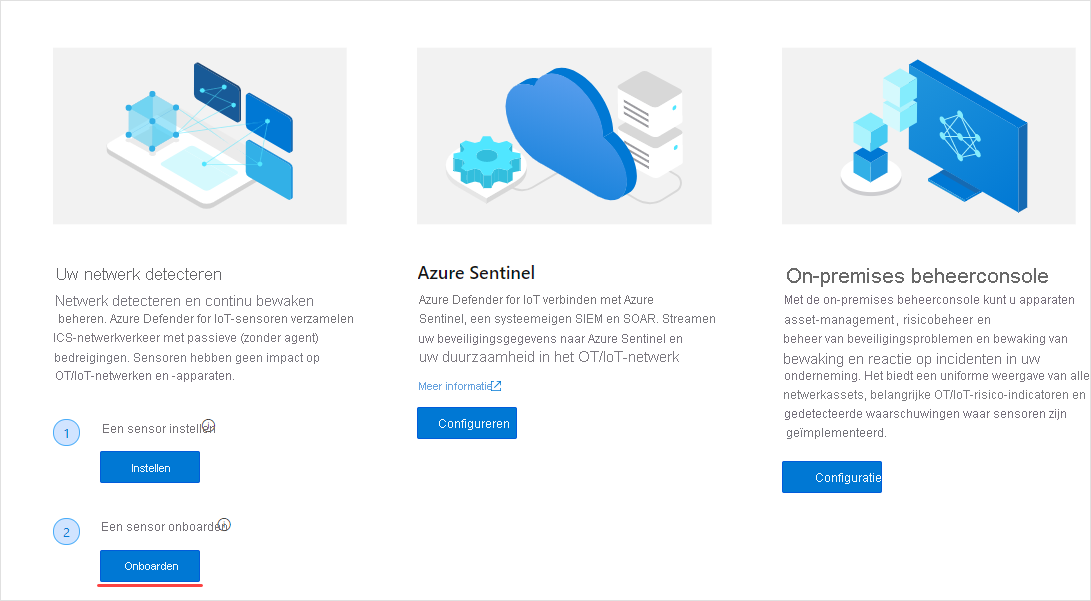 Uw netwerk detecteren
Netwerk detecteren en continu bewaken
beheren. Azure Defender for IoT-sensoren verzamelen
ICS-netwerkverkeer met passieve (zonder agent)
bedreigingen. Sensoren hebben geen impact op
OT/IoT-netwerken en -apparaten.
1
Een sensor instellen
Instellen
2
Een sensor onboarden
Onboarden
Azure Sentinel
Azure Defender for IoT verbinden met Azure
Sentinel, een systeemeigen SIEM en SOAR. Streamen
uw beveiligingsgegevens naar Azure Sentinel en
uw duurzaamheid in het OT/IoT-netwerk
Meer informatie
Configureren
On-premises beheerconsole
Met de on-premises beheerconsole kunt u apparaten
asset-management, risicobeheer en
beheer van beveiligingsproblemen en bewaking van
bewaking en reactie op incidenten in uw
onderneming. Het biedt een uniforme weergave van alle
netwerkassets, belangrijke OT/IoT-risico-indicatoren en
gedetecteerde waarschuwingen waar sensoren zijn
geïmplementeerd.
Configuratie